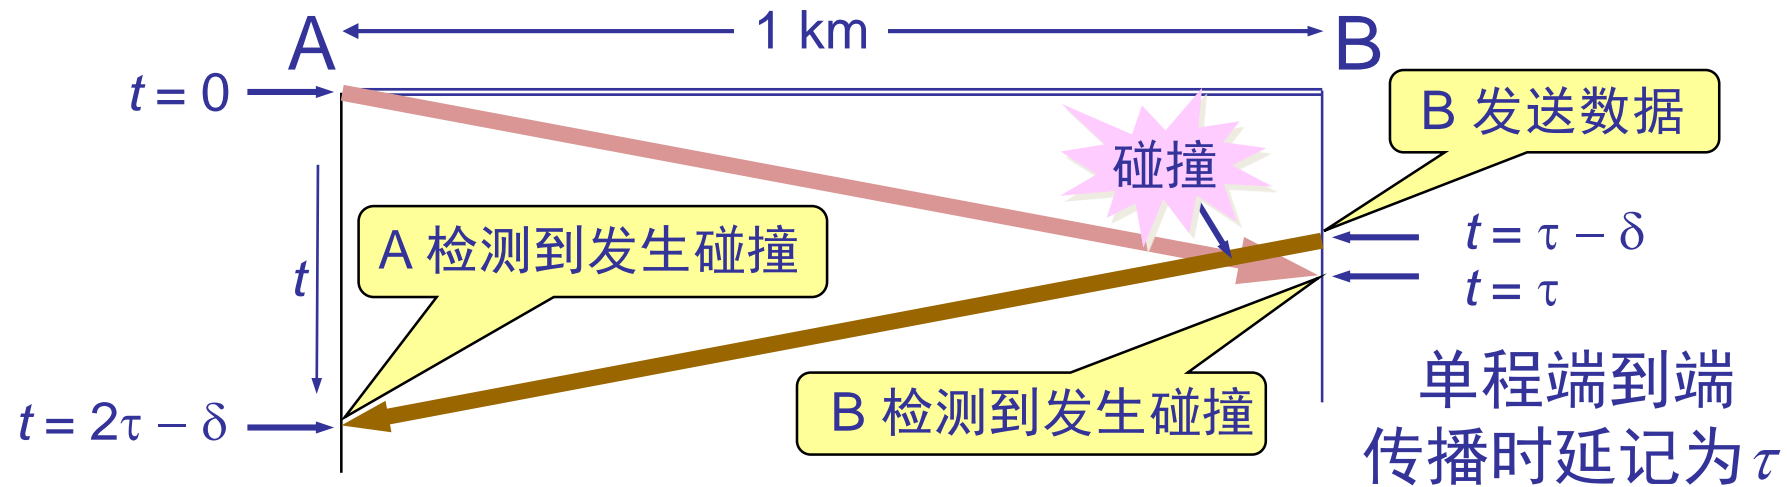 A
1 km
B
t = 0
B 发送数据
碰撞
A 检测到发生碰撞
t = τ – δ
t
t = τ
单程端到端
B 检测到发生碰撞
t = 2τ – δ
传播时延记为 τ